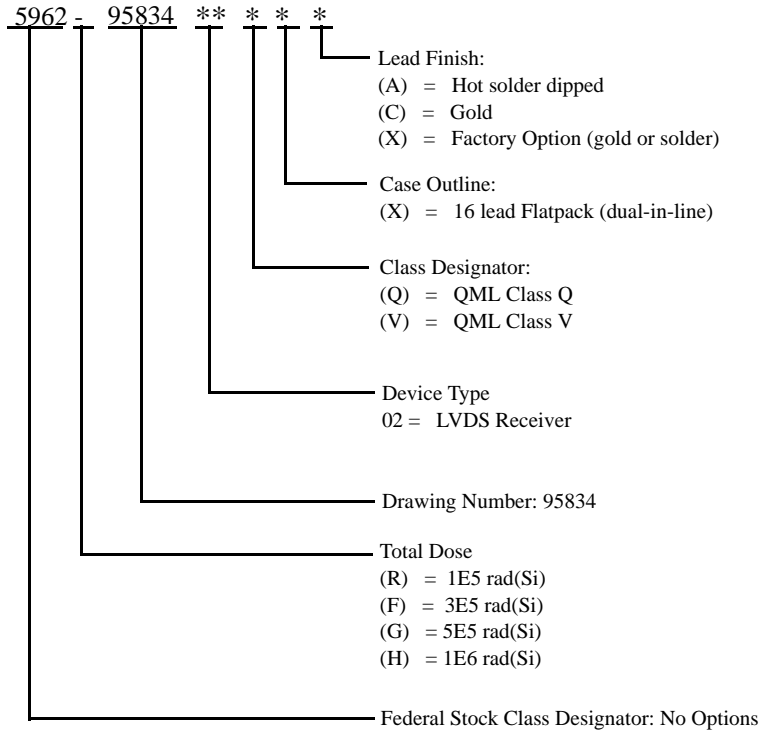 5962 - 95834 ** * * *
Lead Finish:
(A) = Hot solder dipped
(C) = Gold
(X) = Factory Option (gold or solder)
Case Outline:
(X) = 16 lead Flatpack (dual-in-line)
Class Designator:
(Q) = QML Class Q
(V) = QML Class V
Device Type
02 = LVDS Receiver
Drawing Number: 95834
Total Dose
(R) = 1E5 rad(Si)
(F) = 3E5 rad(Si)
(G) = 5E5 rad(Si)
(H) = 1E6 rad(Si)
Federal Stock Class Designator: No Options